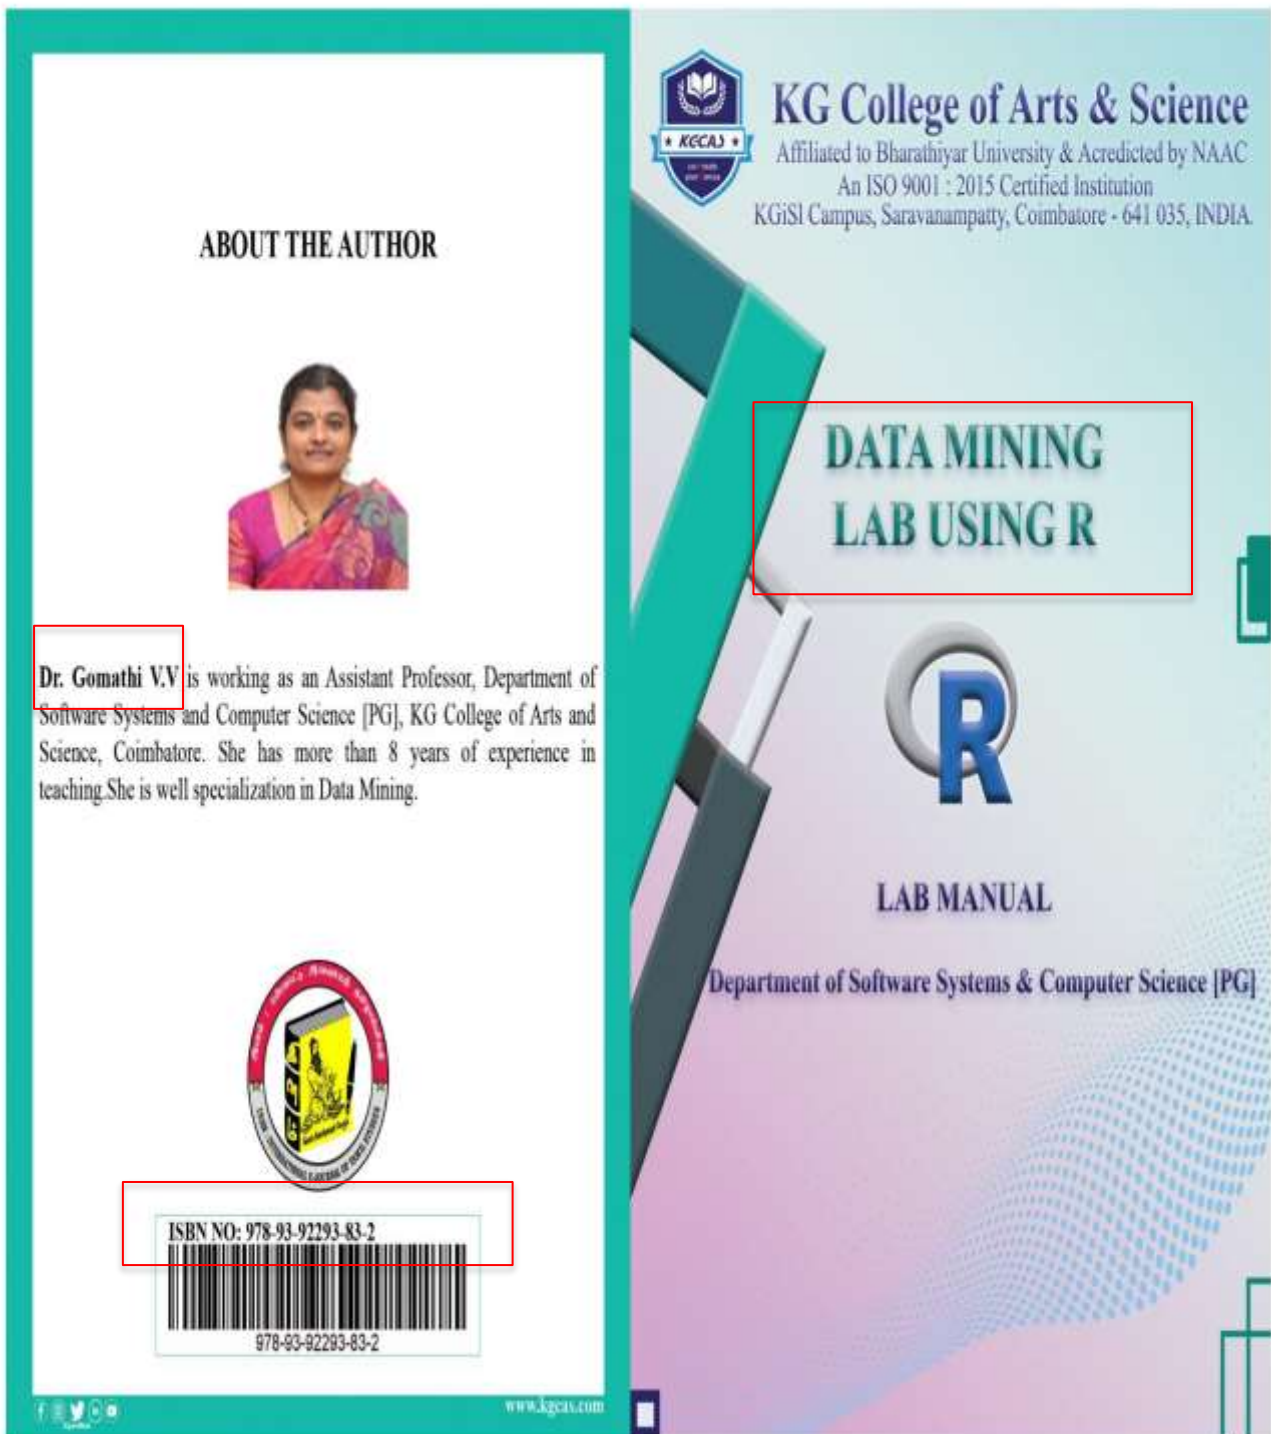 ABOUT THE AUTHOR
Dr. Gomathi V.V is working as an Assistant Professor, Department of
Software Systems and Computer Science [PG], KG College of Arts and
Science, Coimbatore. She has more than 8 years of experience in
teaching.She is well specialization in Data Mining.
ISBN NO: 978-93-92293-83-2
978-93-92293-83-2
www.kgcas.com
KGCAS
KG College of Arts & Science
Affiliated to Bharathiyar University & Acredicted by NAAC
An ISO 9001 : 2015 Certified Institution
KGiSl Campus, Saravanampatty, Coimbatore - 641 035, INDIA.
DATA MINING
LAB USING R
R
LAB MANUAL
Department of Software Systems & Computer Science [PG]